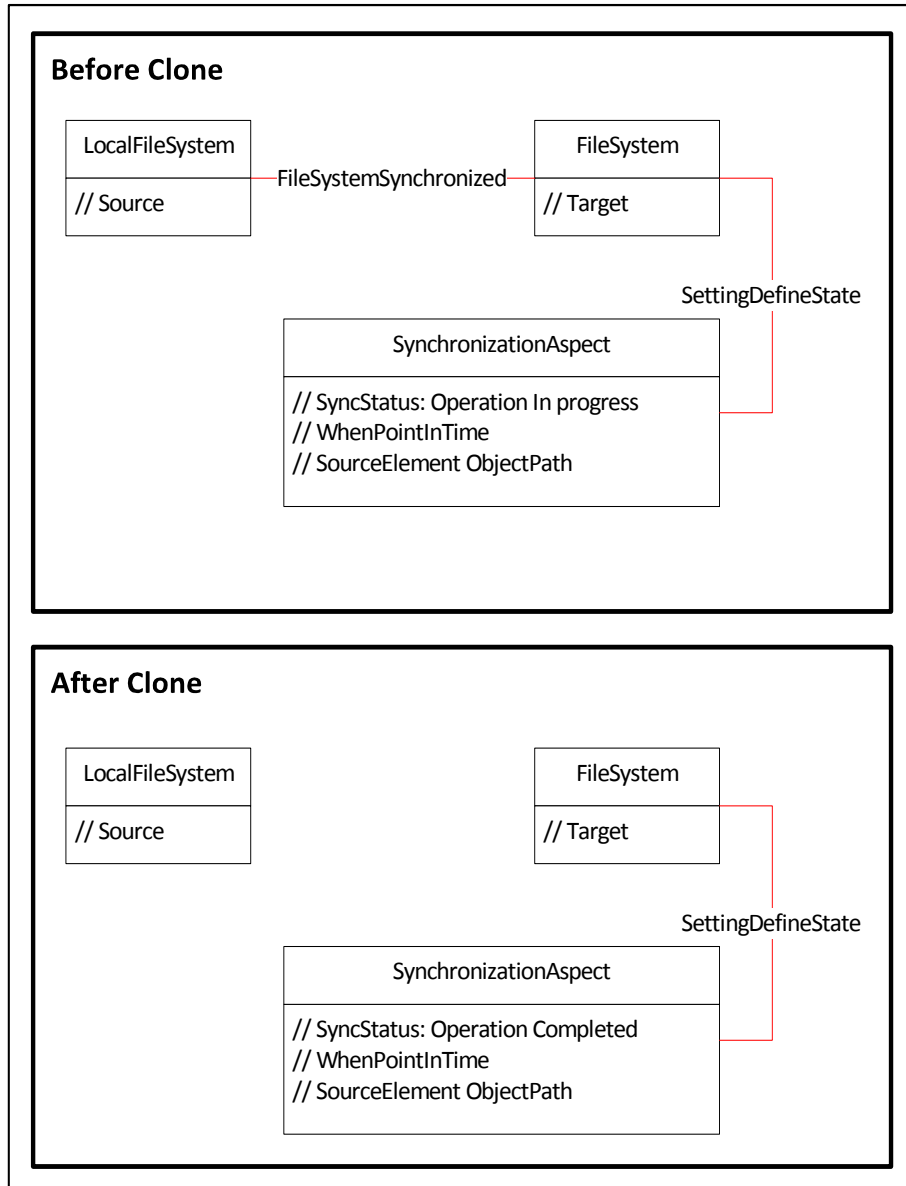 Before Clone
LocalFileSystem
// Source
FileSystemSynchronized
FileSystem
// Target
SettingDefineState
SynchronizationAspect
// SyncStatus: Operation In progress
// WhenPointInTime
// SourceElement ObjectPath
After Clone
LocalFileSystem
// Source
FileSystem
// Target
SettingDefineState
SynchronizationAspect
// SyncStatus: Operation Completed
// WhenPointInTime
// SourceElement ObjectPath